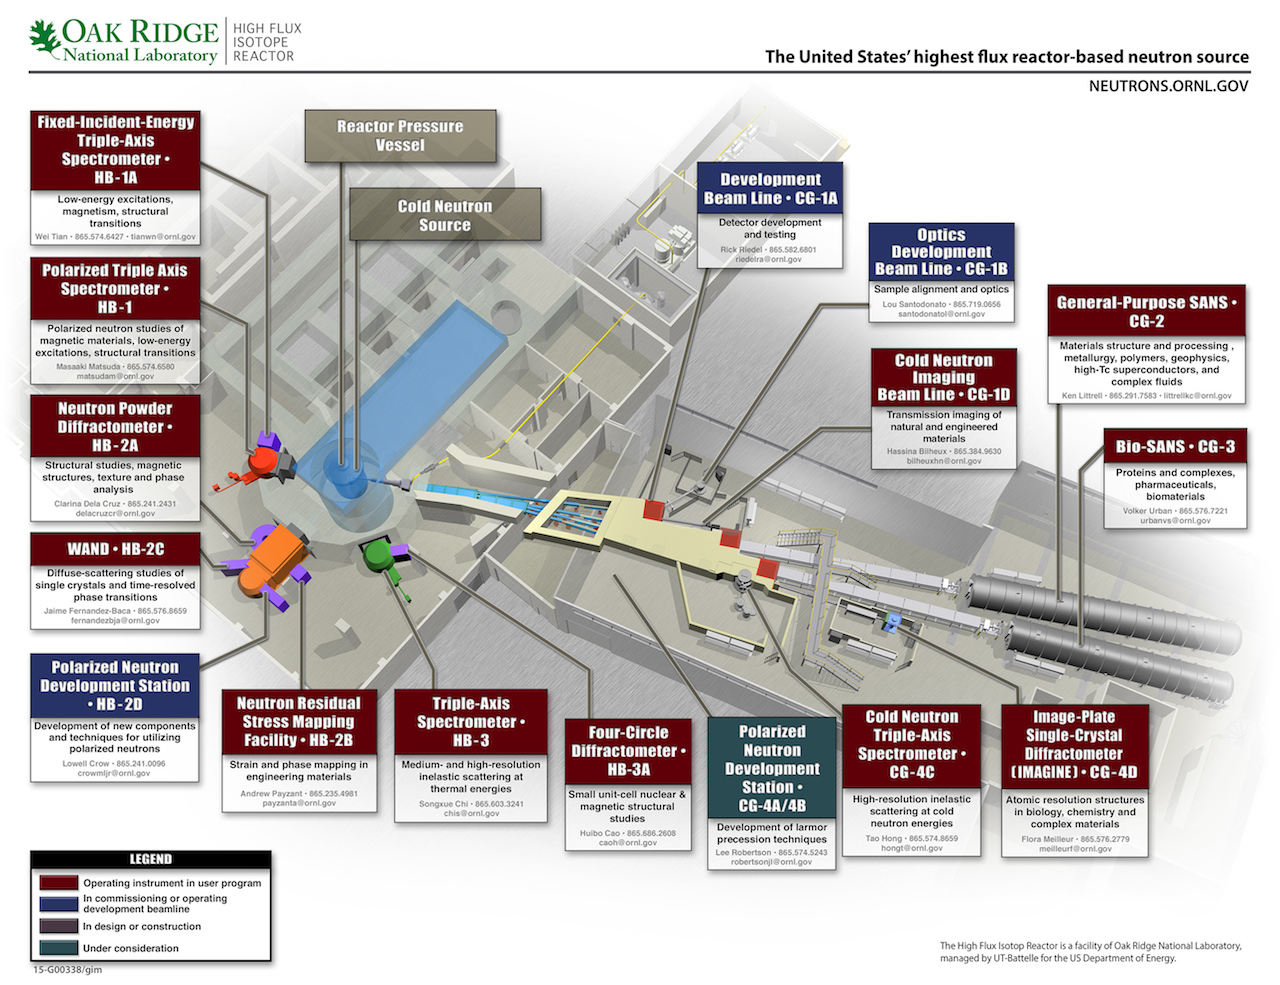 OAK RIDGE
National Laboratory
HIGH FLUX
ISOTOPE
REACTOR
The United States' highest flux reactor-based neutron source
NEUTRONS.ORNL.GOV
Fixed-Incident-Energy
Triple-Axis
Spectrometer •
HB-1A
Low-energy excitations,
magnetism, structural
transitions
Wei Tian • 865.574.6427 • tianwn@ornl.gov
Polarized Triple Axis
Spectrometer •
HB-1
Polarized neutron studies of
magnetic materials, low-energy
excitations, structural transitions
Masaaki Matsuda • 865.574.6580
matsudam@ornl.gov
Neutron Powder
Diffractometer •
HB-2A
Structural studies, magnetic
structures, texture and phase
analysis
Clarina Dela Cruz • 865.241.2431
delacruzcr@ornl.gov
WAND • HB-2C
Diffuse-scattering studies of
single crystals and time-resolved
phase transitions
Jaime Fernandez-Baca • 865.576.8659
fernandezbja@ornl.gov
Polarized Neutron
Development Station
• HB-2D
Development of new components
and techniques for utilizing
polarized neutrons
Lowell Crow • 865.241.0096
crowmljr@ornl.gov
Reactor Pressure
Vessel
Cold Neutron
Source
Development
Beam Line • CG-1A
Detector development
and testing
Rick Riedel • 865.582.6801
riedelra@ornl.gov
Optics
Development
Beam Line • CG-1B
Sample alignment and optics
Lou Santodonato • 865.719.0656
santodonatol@ornl.gov
Cold Neutron
Imaging
Beam Line • CG-1D
Transmission imaging of
natural and engineered
materials
Hassina Bilheux • 865.384.9630
bilheuxhn@ornl.gov
General-Purpose SANS •
CG-2
Materials structure and processing ,
metallurgy, polymers, geophysics,
high-Tc superconductors, and
complex fluids
Ken Littrell • 865.291.7583 • littrellkc@ornl.gov
Bio-SANS • CG-3
Proteins and complexes,
pharmaceuticals,
biomaterials
Volker Urban • 865.576.7221
urbanvs@ornl.gov
Neutron Residual
Stress Mapping
Facility • HB-2B
Strain and phase mapping in
engineering materials
Andrew Payzant • 865.235.4981
payzanta@ornl.gov
Triple-Axis
Spectrometer •
HB-3
Medium- and high-resolution
inelastic scattering at
thermal energies
Songxue Chi • 865.603.3241
chis@ornl.gov
Four-Circle
Diffractometer •
HB-3A
Small unit-cell nuclear &
magnetic structural
studies
Huibo Cao • 865.686.2608
caoh@ornl.gov
Polarized
Neutron
Development
Station •
CG-4A/4B
Development of larmor
precession techniques
Lee Robertson • 865.574.5243
robertsonjl@ornl.gov
Cold Neutron
Triple-Axis
Spectrometer •
CG-4C
High-resolution inelastic
scattering at cold
neutron energies
Tao Hong • 865.574.8659
hongt@ornl.gov
Image-Plate
Single-Crystal
Diffractometer
(IMAGINE) • CG-4D
Atomic resolution structures
in biology, chemistry and
complex materials
Flora Meilleur • 865.576.2779
meilleurf@ornl.gov
LEGEND
Operating instrument in user program
In commissioning or operating
development beamline
In design or construction
Under consideration
15-G00338/gim
The High Flux Isotop Reactor is a facility of Oak Ridge National Laboratory,
managed by UT-Battelle for the US Department of Energy.